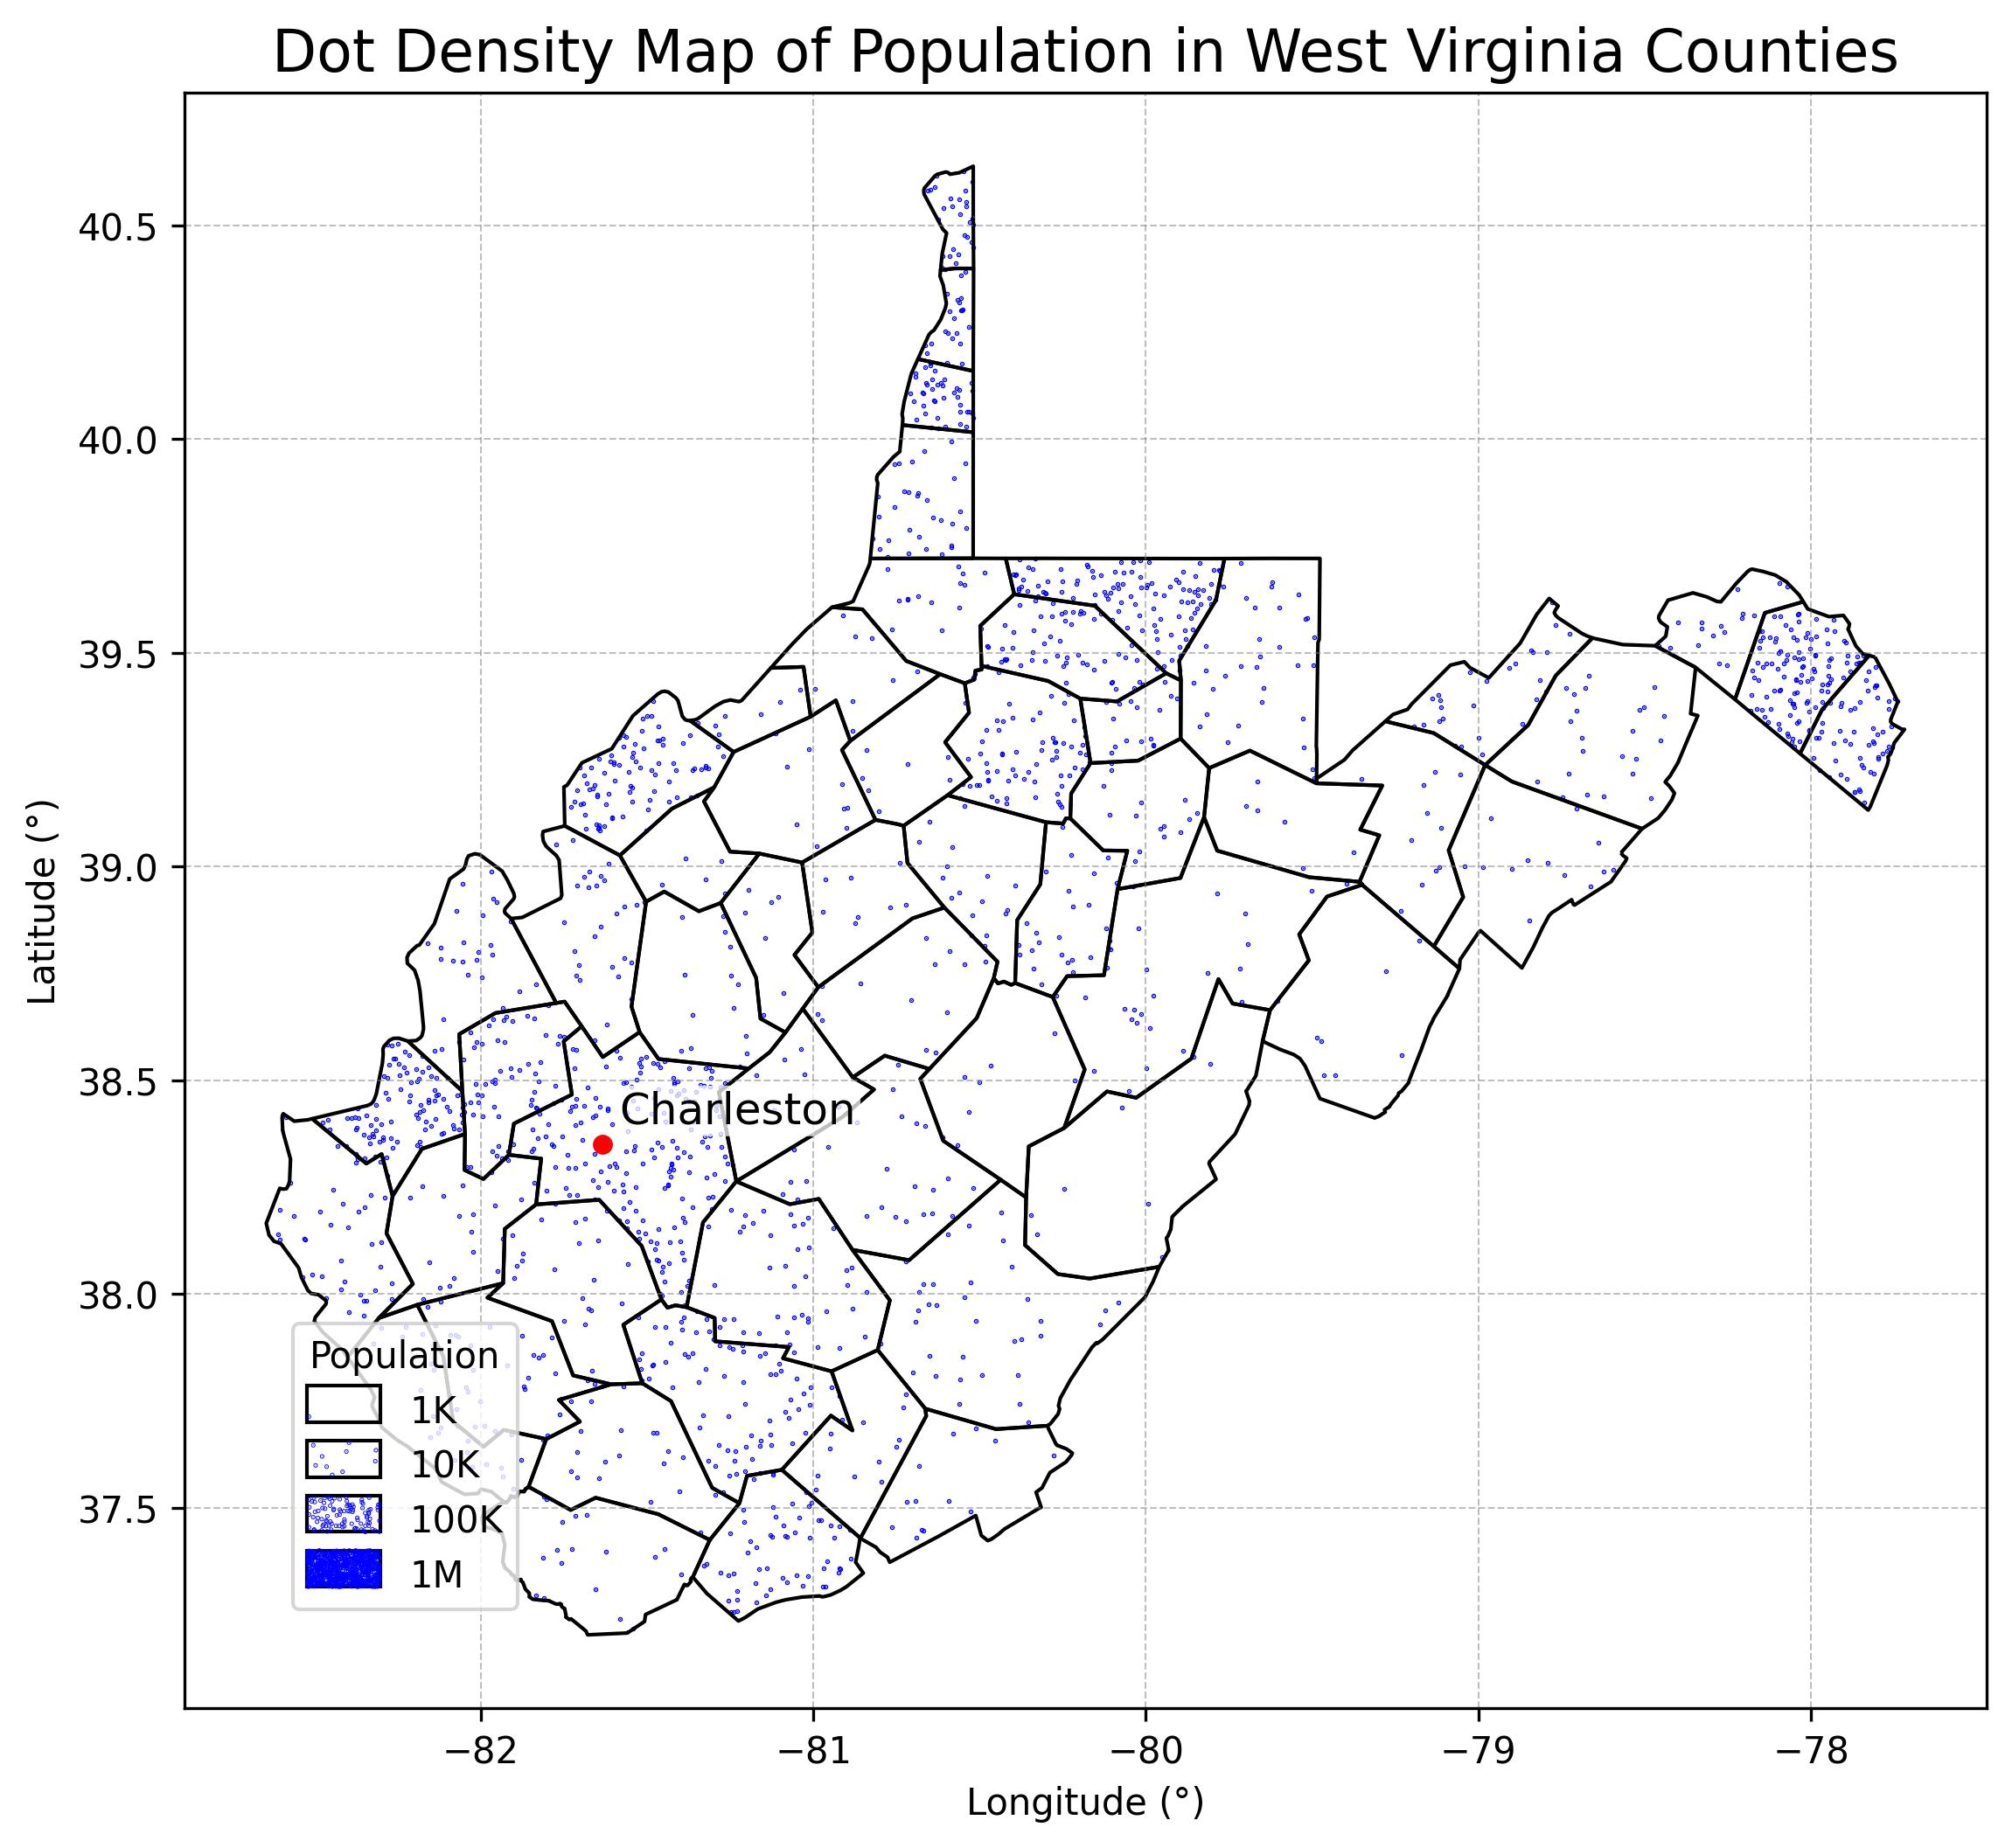 Dot Density Map of Population in West Virginia Counties
40.5
40.0
39.5
39.0
38.5
38.0
37.5
Latitude (°)
Charleston
Population
1K
10K
100K
1M
−82
−81
−80
−79
−78
Longitude (°)